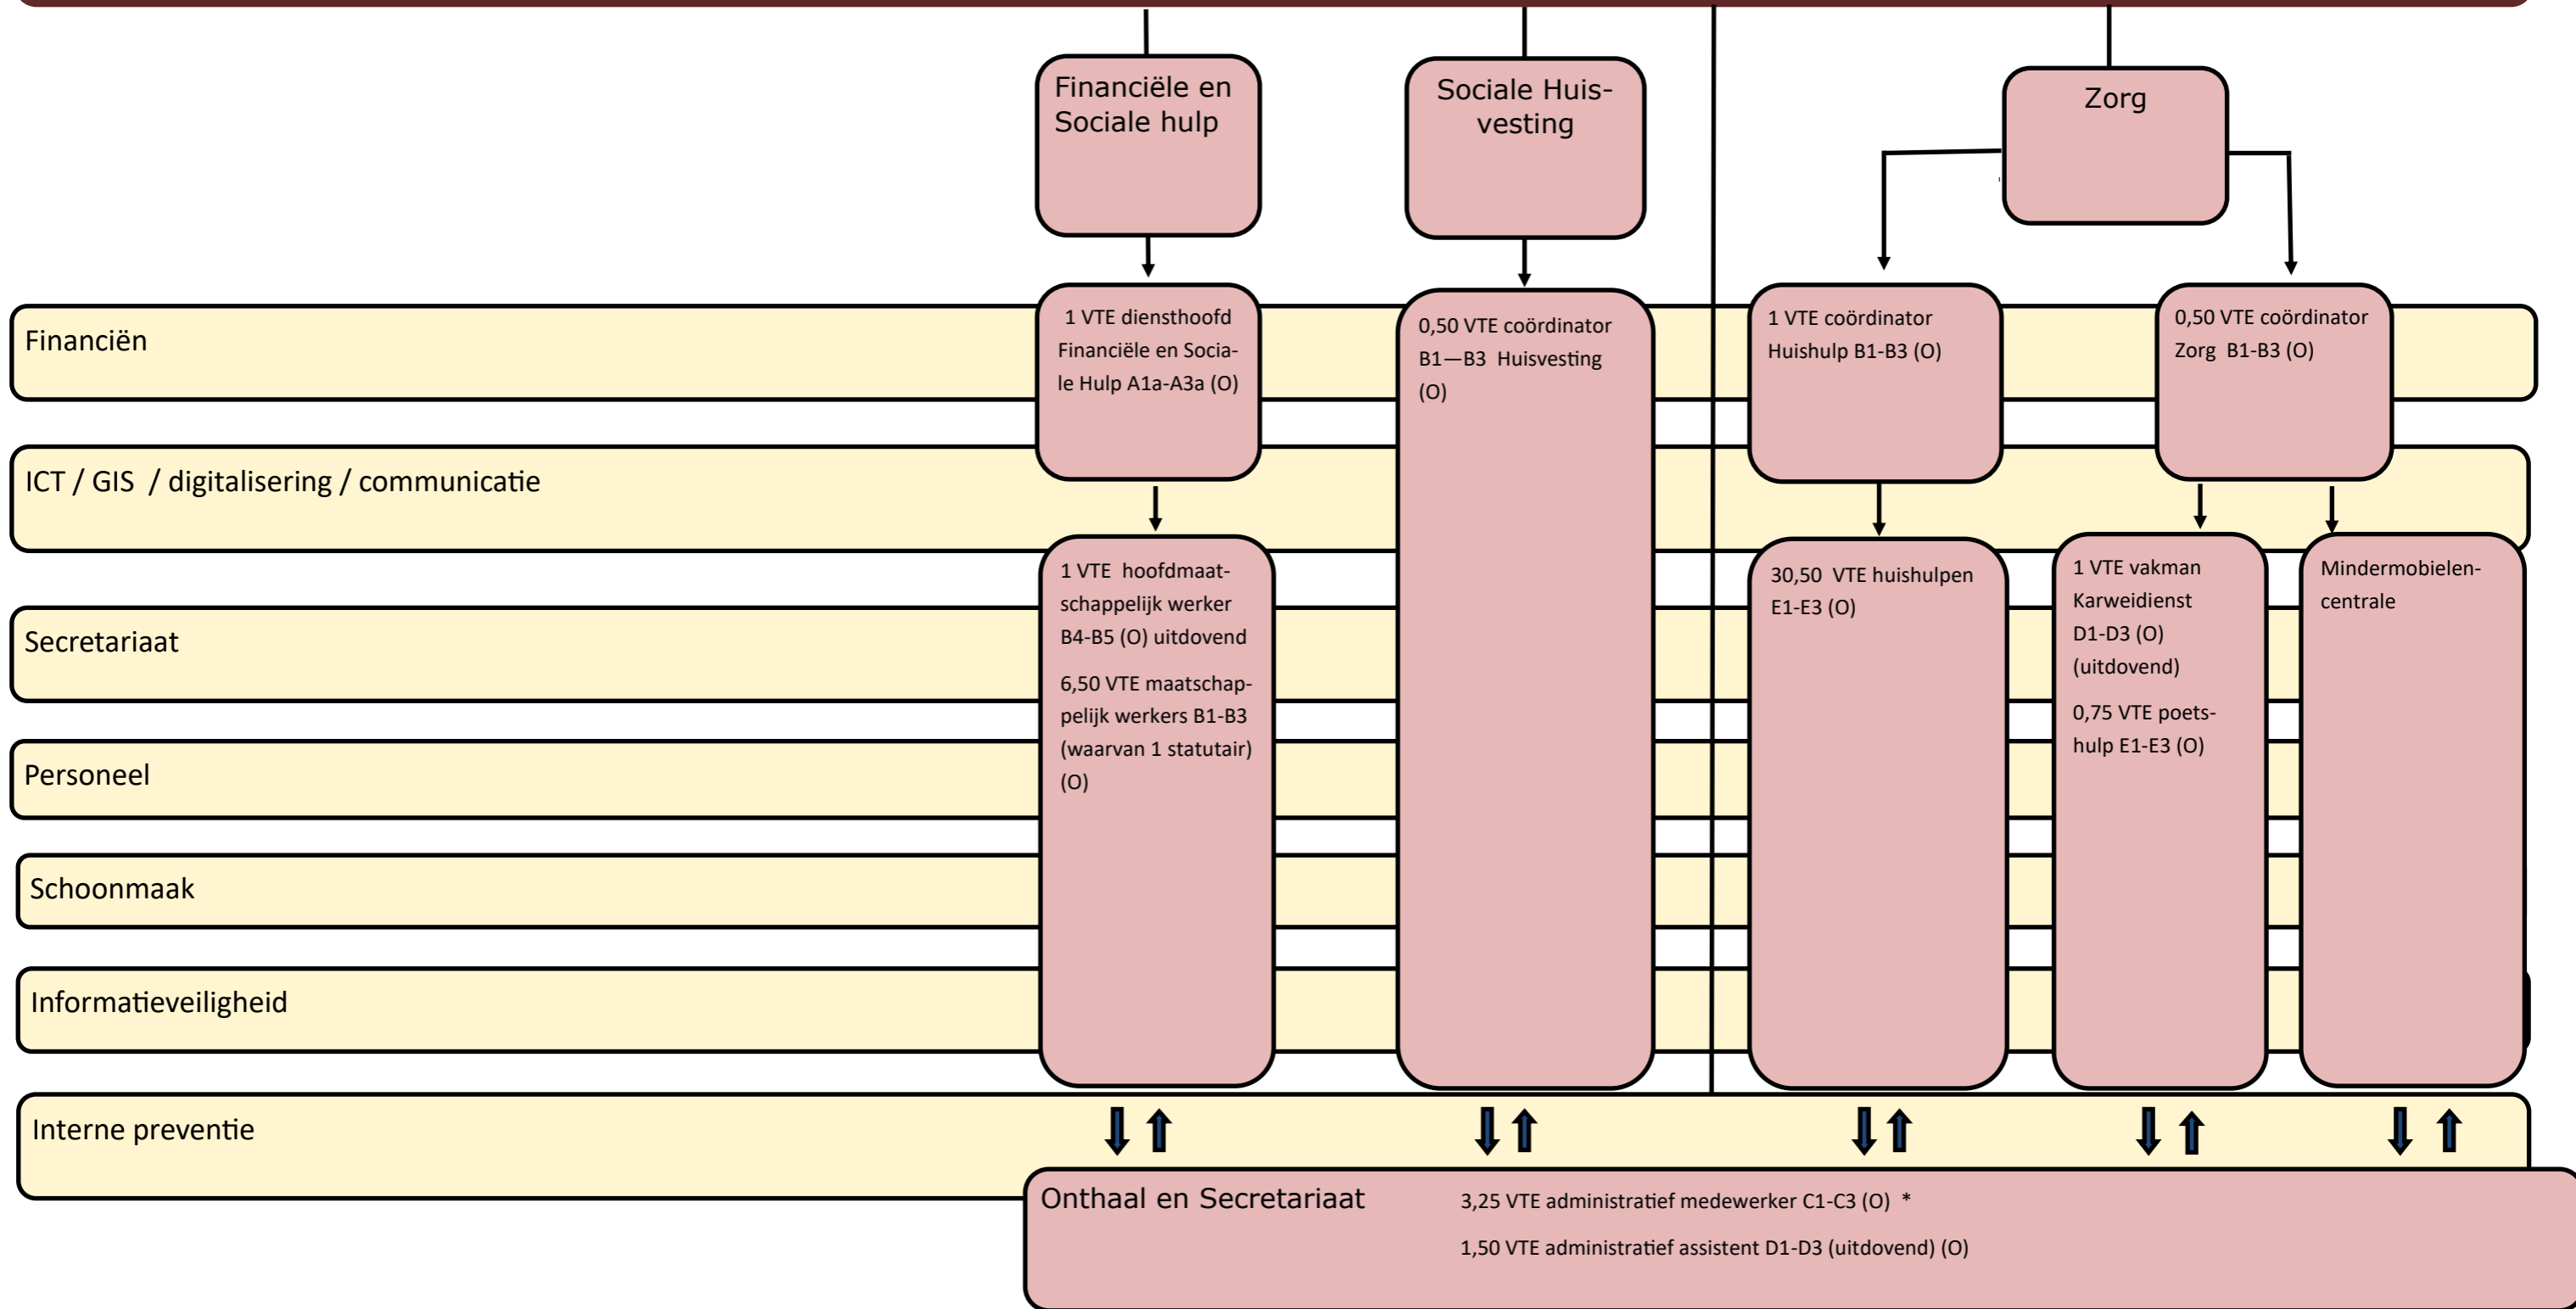 Financiële en
Sociale hulp
Sociale Huis-
vesting
Zorg
Financiën
1 VTE diensthoofd
Financiële en Socia-
le Hulp A1a-A3a (O)
0,50 VTE coördinator
B1—B3  Huisvesting
(O)
1 VTE coördinator
Huishulp B1-B3 (O)
0,50 VTE coördinator
Zorg  B1-B3 (O)
ICT / GIS  / digitalisering / communicatie
1 VTE  hoofdmaat-
schappelijk werker
B4-B5 (O) uitdovend
6,50 VTE maatschap-
pelijk werkers B1-B3
(waarvan 1 statutair)
(O)
30,50  VTE huishulpen
E1-E3 (O)
1 VTE vakman
Karweidienst
D1-D3 (O)
(uitdovend)
0,75 VTE poets-
hulp E1-E3 (O)
Mindermobielen-
centrale
Secretariaat
Personeel
Schoonmaak
Informatieveiligheid
Interne preventie
Onthaal en Secretariaat
3,25 VTE administratief medewerker C1-C3 (O)  *
1,50 VTE administratief assistent D1-D3 (uitdovend) (O)